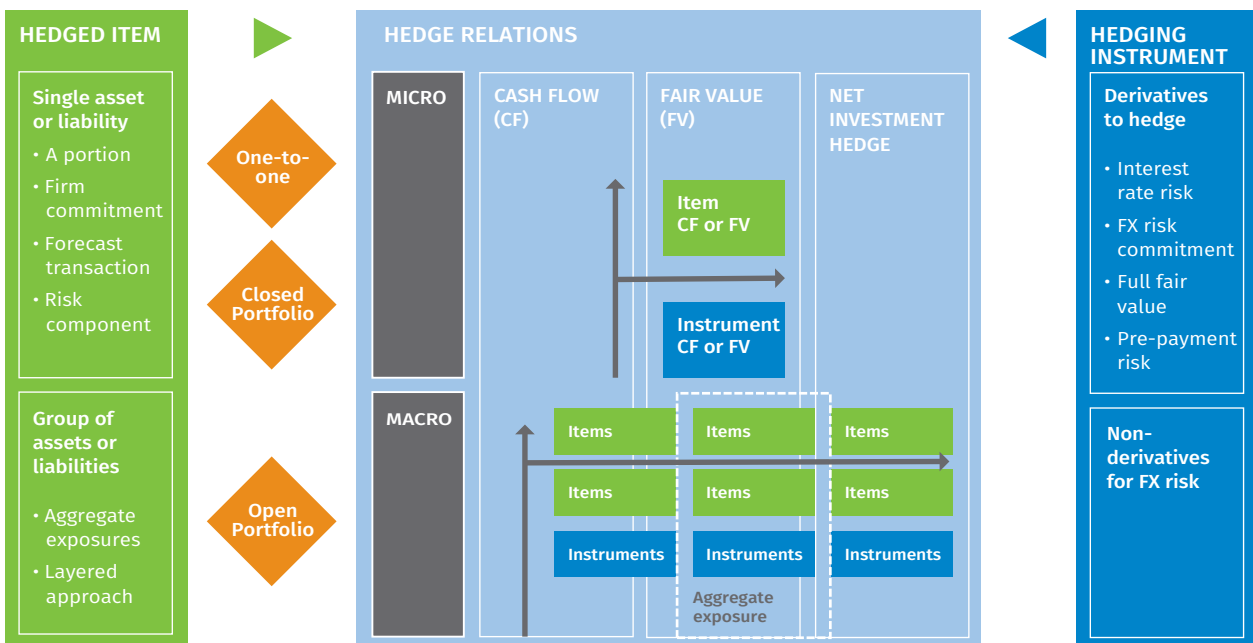 HEDGED ITEM
Single asset
or liability
• A portion
• Firm
commitment
• Forecast
transaction
• Risk
component
Group of
assets or
liabilities
• Aggregate
exposures
• Layered
approach
One-to-
one
Closed
Portfolio
Open
Portfolio
HEDGE RELATIONS
MICRO
CASH FLOW
(CF)
FAIR VALUE
(FV)
NET
INVESTMENT
HEDGE
Item
CF or FV
Instrument
CF or FV
MACRO
Items
Items
Items
Items
Items
Items
Instruments
Instruments
Instruments
Aggregate
exposure
HEDGING
INSTRUMENT
Derivatives
to hedge
• Interest
rate risk
• FX risk
commitment
• Full fair
value
• Pre-payment
risk
Non-
derivatives
for FX risk